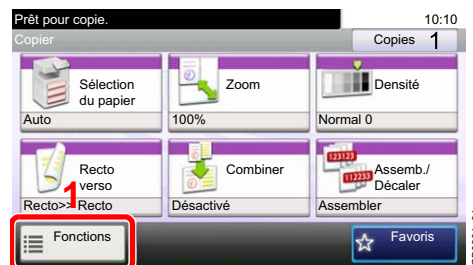 Prêt pour copie.
10:10
Copier
Copies 1
Sélection
du papier
Auto
Zoom
100%
Densité
Normal 0
Recto
verso
Recto>>Recto
Combiner
Désactivé
123123
112233
Assemb./
Décaler
Assembler
1
Fonctions
Favoris